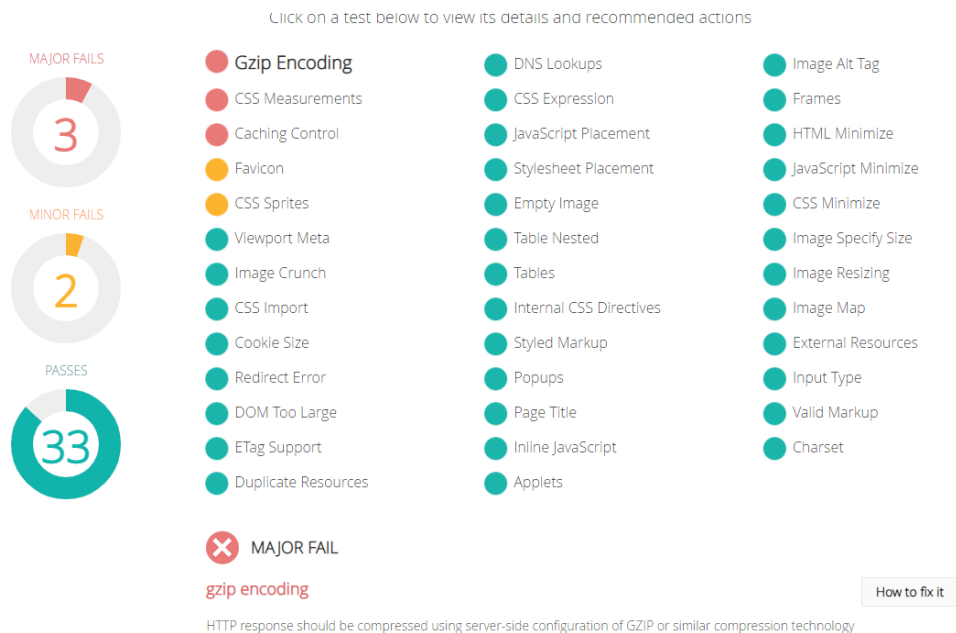 Click on a test below to view its details and recommended actions
MAJOR FAILS
3
MINOR FAILS
2
PASSES
33
Gzip Encoding
CSS Measurements
Caching Control
Favicon
CSS Sprites
Viewport Meta
Image Crunch
CSS Import
Cookie Size
Redirect Error
DOM Too Large
ETag Support
Duplicate Resources
DNS Lookups
CSS Expression
JavaScript Placement
Stylesheet Placement
Empty Image
Table Nested
Tables
Internal CSS Directives
Styled Markup
Popups
Page Title
Inline JavaScript
Applets
Image Alt Tag
Frames
HTML Minimize
JavaScript Minimize
CSS Minimize
Image Specify Size
Image Resizing
Image Map
External Resources
Input Type
Valid Markup
Charset
MAJOR FAIL
gzip encoding
How to fix it
HTTP response should be compressed using server-side configuration of GZIP or similar compression technology